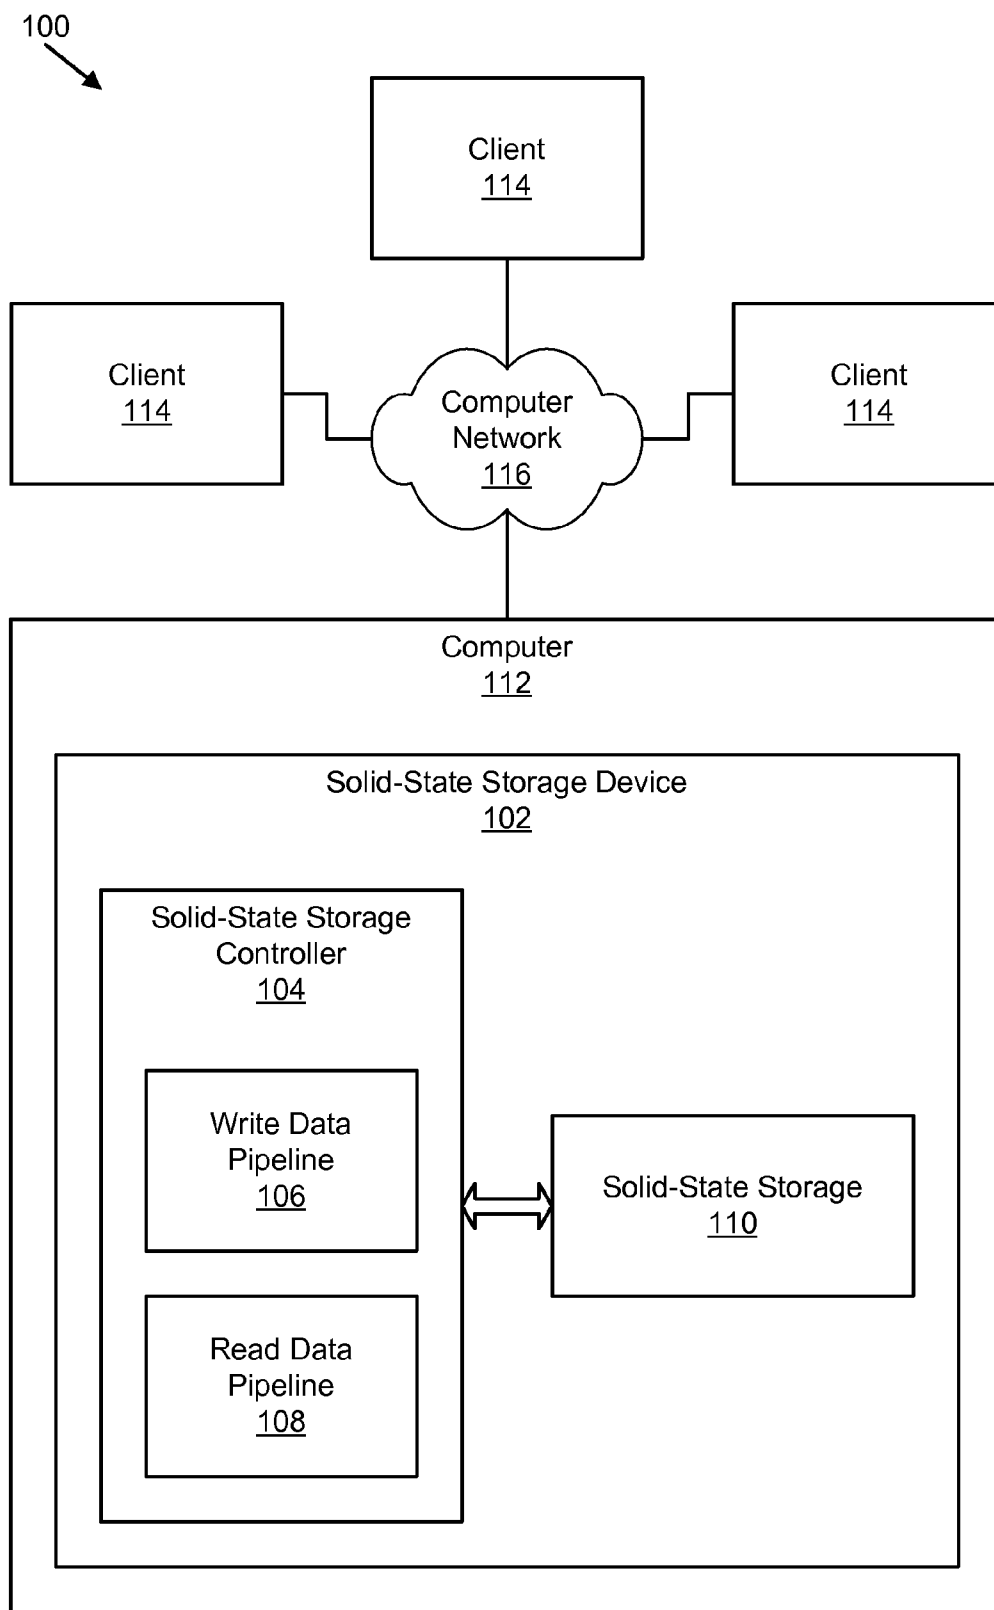 100
Client
114
Client
114
Computer
Network
116
Client
114
Computer
112
Solid-State Storage Device
102
Solid-State Storage
Controller
104
Write Data
Pipeline
106
Solid-State Storage
110
Read Data
Pipeline
108